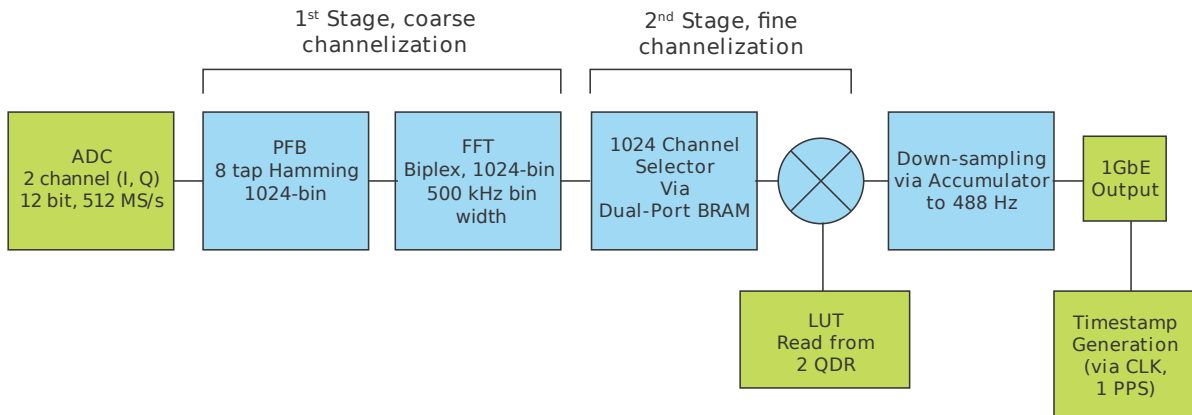 1st Stage, coarse
channelization
2nd Stage, fine
channelization
ADC
2 channel (I, Q)
12 bit, 512 MS/s
PFB
8 tap Hamming
1024-bin
FFT
Biplex, 1024-bin
500 kHz bin
width
1024 Channel
Selector
Via
Dual-Port BRAM
Down-sampling
via Accumulator
to 488 Hz
1GbE
Output
LUT
Read from
2 QDR
Timestamp
Generation
(via CLK,
1 PPS)